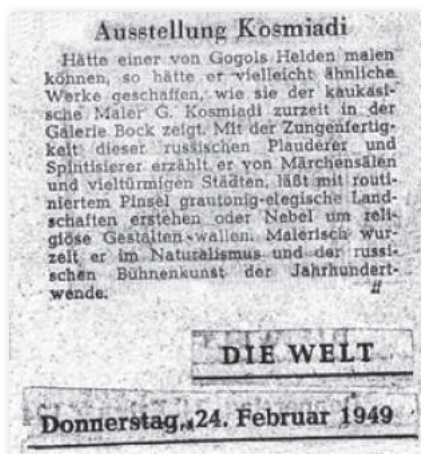 Ausstellung Kosmiadi
Hätte einer von Gogols Helden malen
können, so hätte er vielleicht ähnliche
Werke geschaffen, wie sie der kaukasi-
sche Maler G. Kosmiadi zurzeit in der
Galerie Bock zeigt. Mit der Zungenfertig-
keit dieser russischen Plauderer und
Spintisierer erzählt er von Märchensälen
und vieltürmigen Städten, läßt mit routi-
niertem Pinsel grautonig-elegische Land-
schaften erstehen oder Nebel um reli-
giöse Gestalten wallen. Malerisch wur-
zelt er im Naturalismus und der russi-
schen Bühnenkunst der Jahrhundert-
wende. #
DIE WELT
Donnerstag, 24. Februar 1949